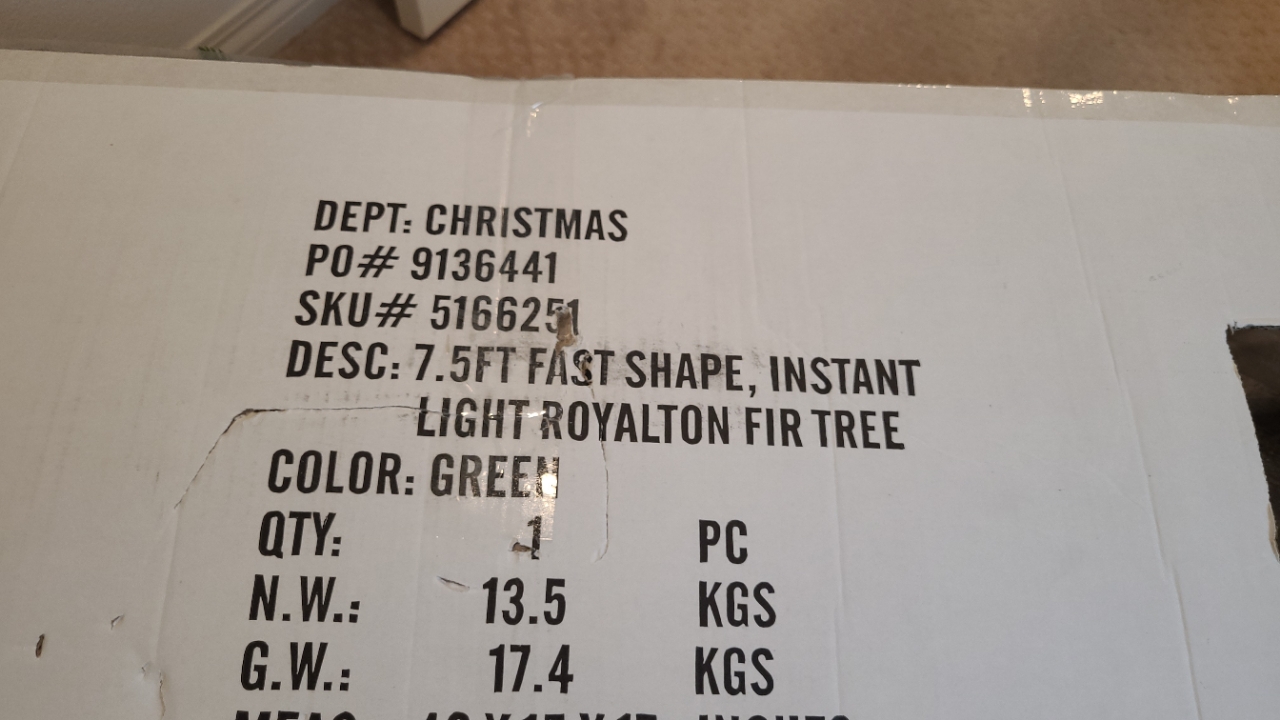 DEPT: CHRISTMAS
PO# 9136441
SKU# 5166251
DESC: 7.5FT FAST SHAPE, INSTANT
LIGHT ROYALTON FIR TREE
COLOR: GREEN
QTY: 1 PC
N.W.: 13.5 KGS
G.W.: 17.4 KGS